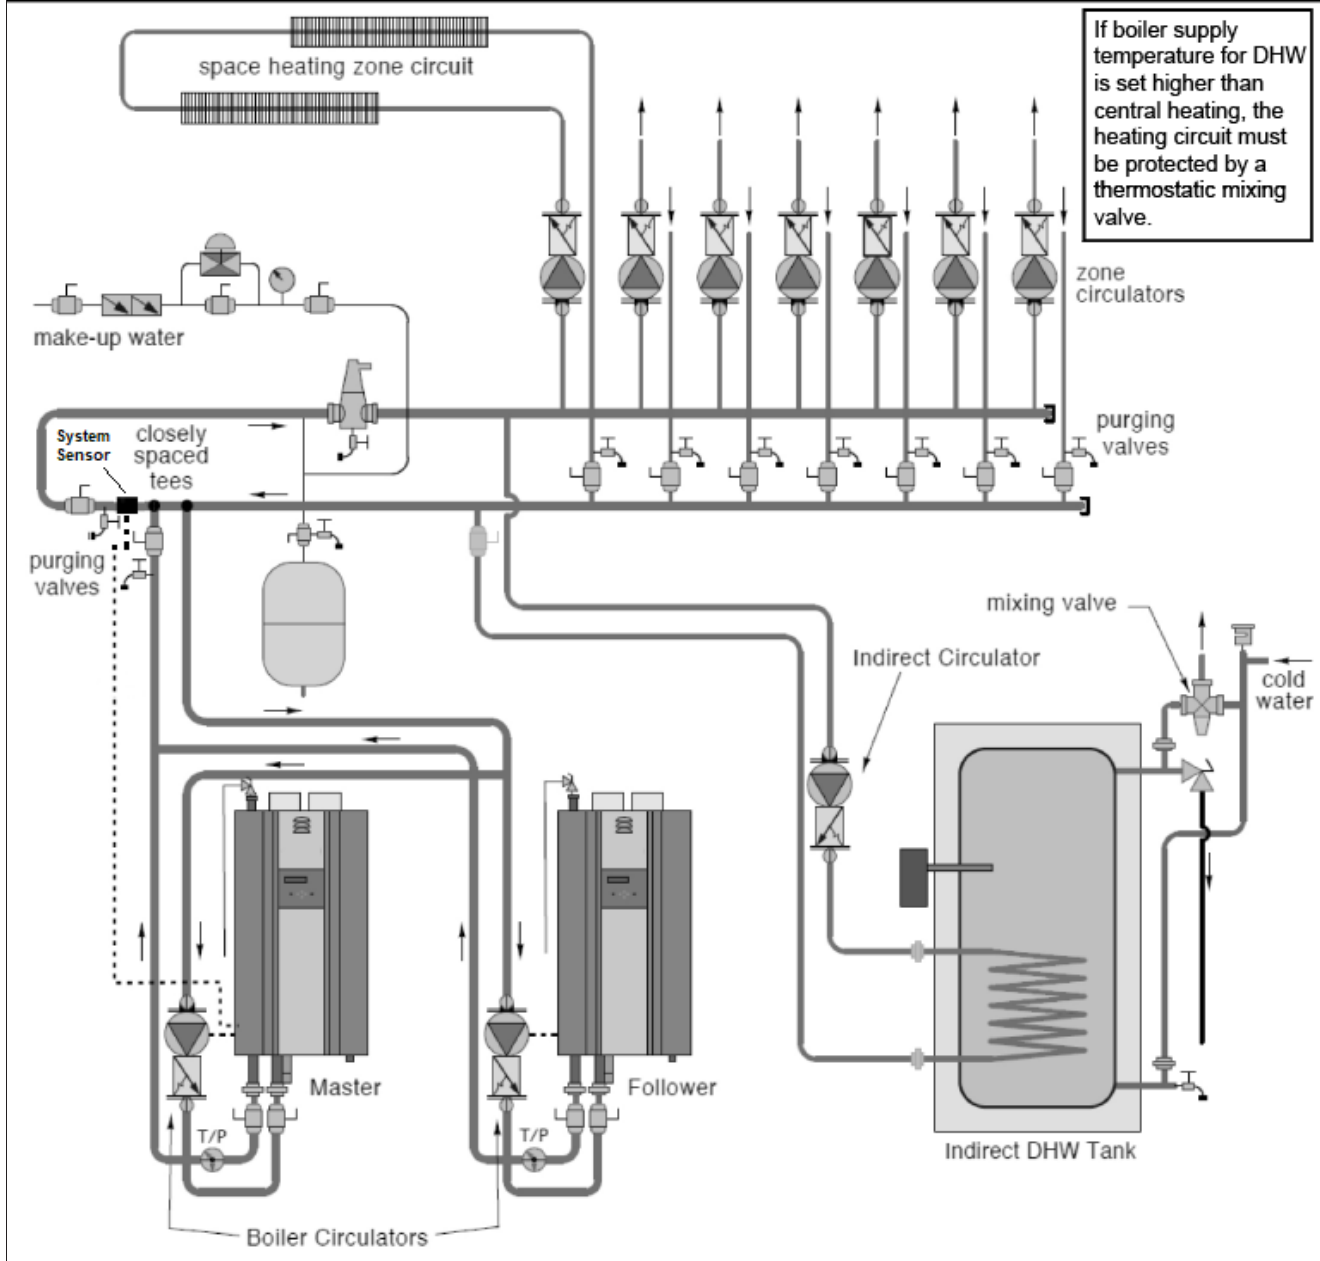 If boiler supply
temperature for DHW
is set higher than
central heating, the
heating circuit must
be protected by a
thermostatic mixing
valve.
space heating zone circuit
zone
circulators
make-up water
System
Sensor
closely
spaced
tees
purging
valves
purging
valves
mixing valve
Indirect Circulator
cold
water
Master
Follower
T/P
T/P
Indirect DHW Tank
Boiler Circulators